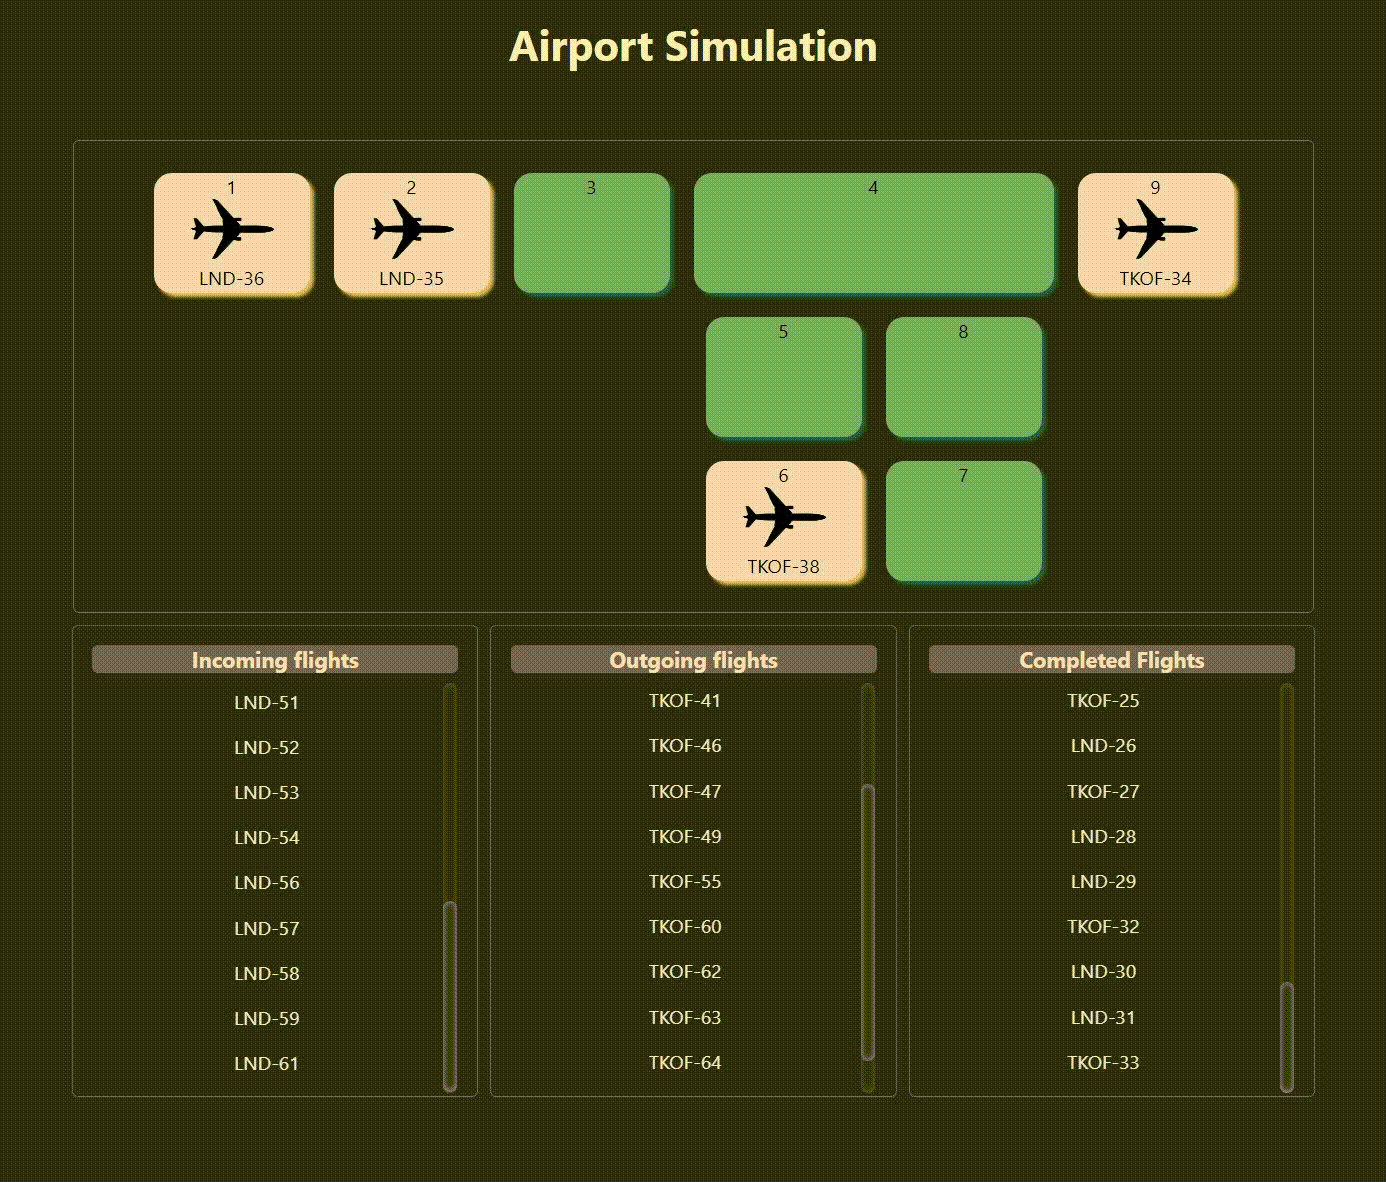 Airport Simulation
1
LND-36
2
LND-35
3
4
9
TKOF-34
5
8
6
TKOF-38
7
Incoming flights
LND-51
LND-52
LND-53
LND-54
LND-56
LND-57
LND-58
LND-59
LND-61
Outgoing flights
TKOF-41
TKOF-46
TKOF-47
TKOF-49
TKOF-55
TKOF-60
TKOF-62
TKOF-63
TKOF-64
Completed Flights
TKOF-25
LND-26
TKOF-27
LND-28
LND-29
TKOF-32
LND-30
LND-31
TKOF-33